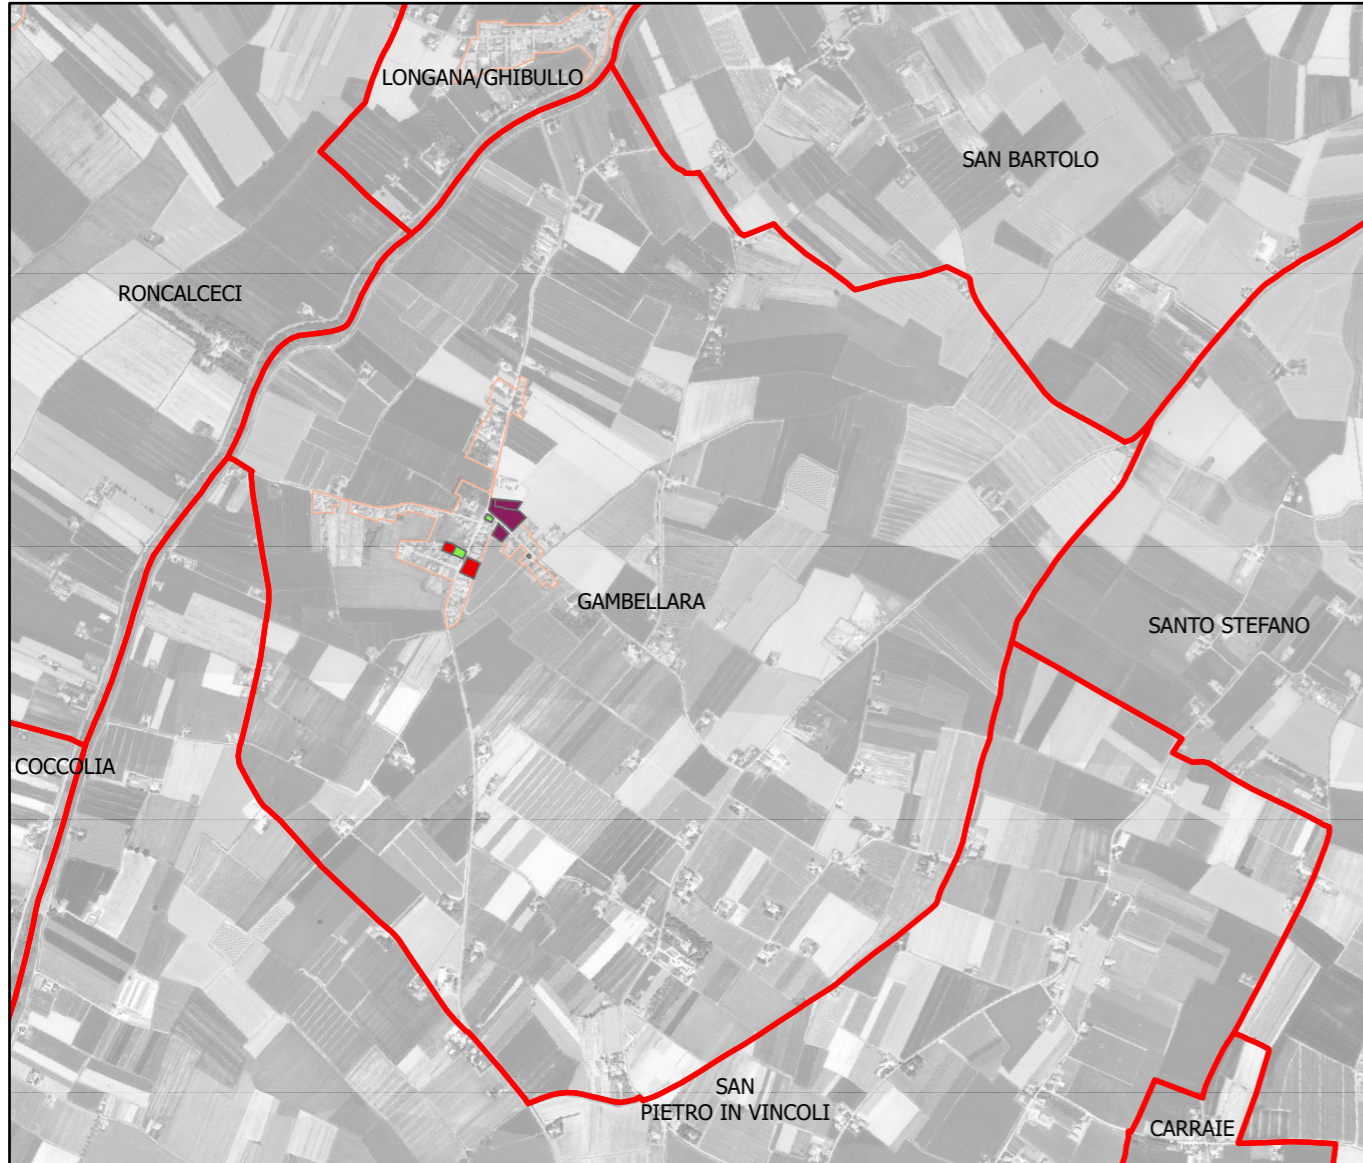 LONGANA/GHIBULLO
SAN BARTOLO
RONCALCECI
GAMBELLARA
SANTO STEFANO
COCCOLIA
SAN
PIETRO IN VINCOLI
CARRAIE